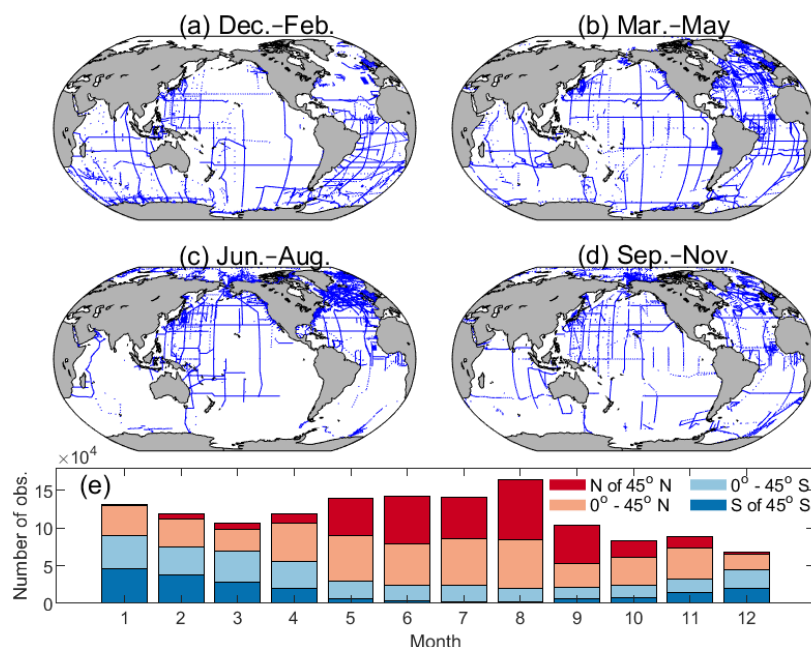 (a) Dec.–Feb.
(b) Mar.–May
(c) Jun.–Aug.
(d) Sep.–Nov.
×10⁴
(e)
N of 45° N
0° - 45° S
0° - 45° N
S of 45° S
15
10
5
0
Number of obs.
1 2 3 4 5 6 7 8 9 10 11 12
Month